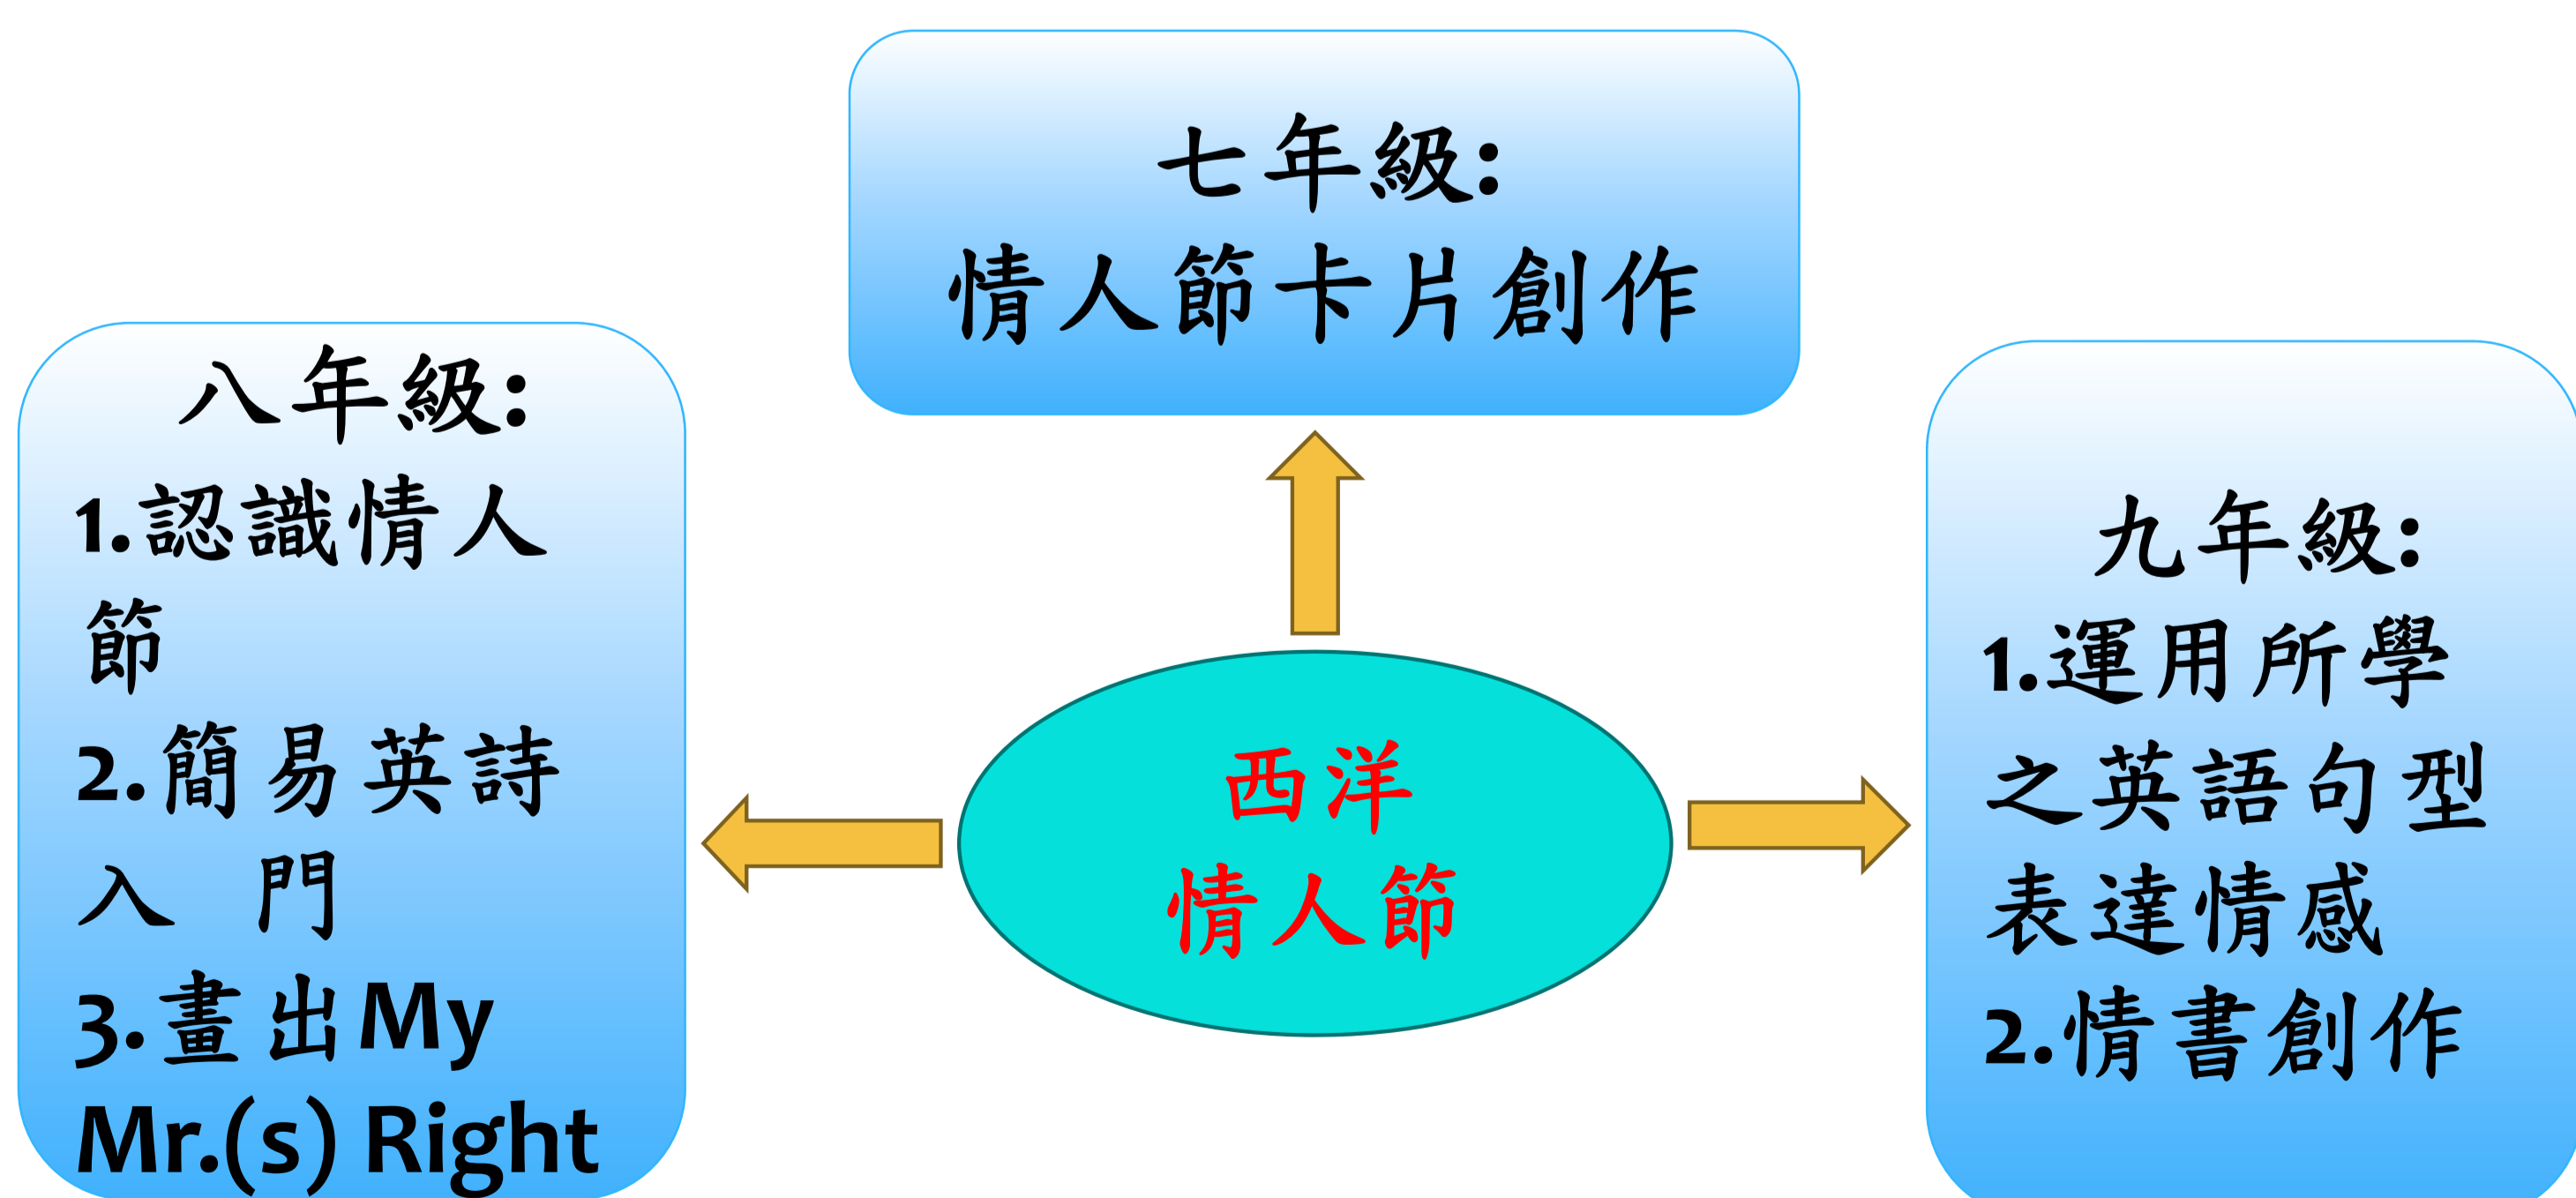 七年級:
情人節卡片創作
八年級:
1.認識情人
節
2.簡易英詩
入 門
3.畫出My
Mr.(s) Right
西洋
情人節
九年級:
1.運用所學
之英語句型
表達情感
2.情書創作